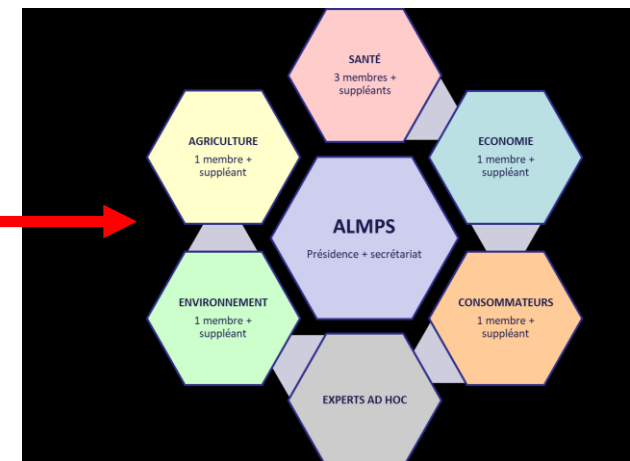 SANTÉ
3 membres +
suppléants
AGRICULTURE
1 membre +
suppléant
ECONOMIE
1 membre +
suppléant
ALMPS
Présidence + secrétariat
ENVIRONNEMENT
1 membre +
suppléant
CONSOMMATEURS
1 membre +
suppléant
EXPERTS AD HOC